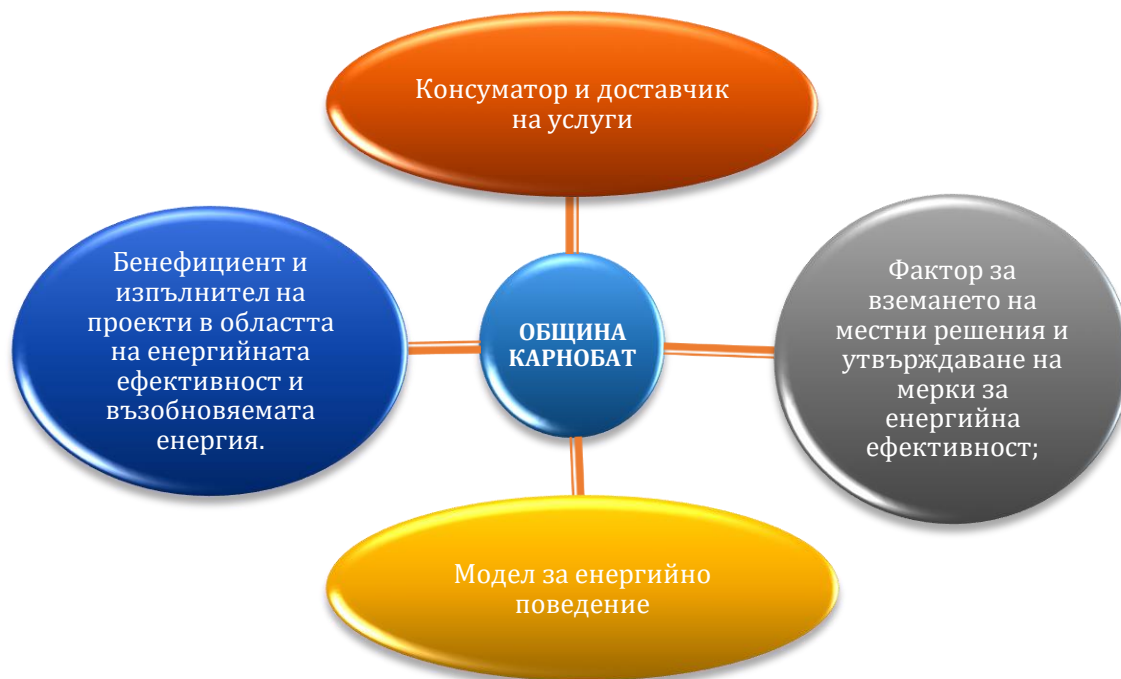 Консуматор и доставчик
на услуги
Бенефициент и
изпълнител на
проекти в областта
на енергийната
ефективност и
възобновяемата
енергия.
ОБЩИНА
КАРНОБАТ
Фактор за
вземането на
местни решения и
утвърждаване на
мерки за
енергийна
ефективност;
Модел за енергийно
поведение